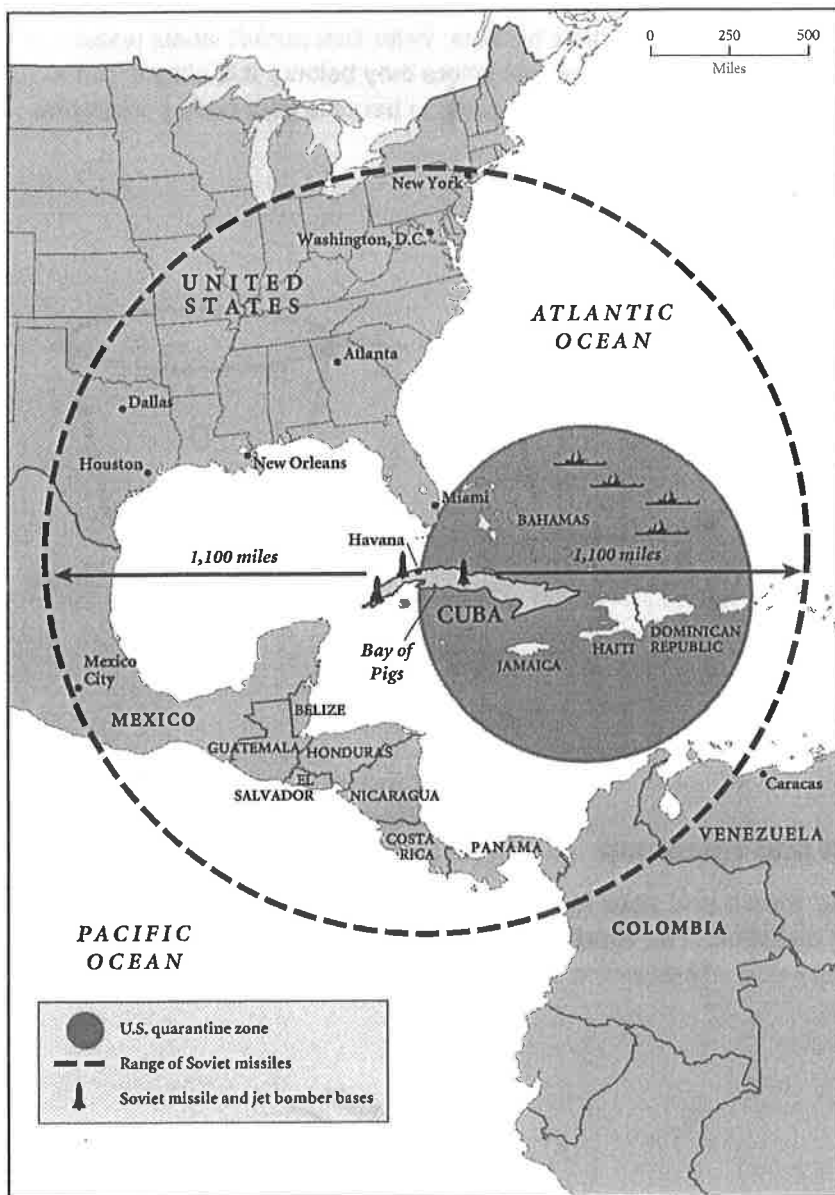 0 250 500
Miles
New York
Washington, D.C.
UNITED
STATES
ATLANTIC
OCEAN
Atlanta
Dallas
Houston
New Orleans
Miami
BAHAMAS
Havana
1,100 miles
1,100 miles
CUBA
Bay of
Pigs
HAITI
DOMINICAN
REPUBLIC
JAMAICA
Mexico
City
MEXICO
BELIZE
GUATEMALA
HONDURAS
EL
SALVADOR
NICARAGUA
COSTA
RICA
PANAMA
Caracas
VENEZUELA
COLOMBIA
PACIFIC
OCEAN
U.S. quarantine zone
Range of Soviet missiles
Soviet missile and jet bomber bases